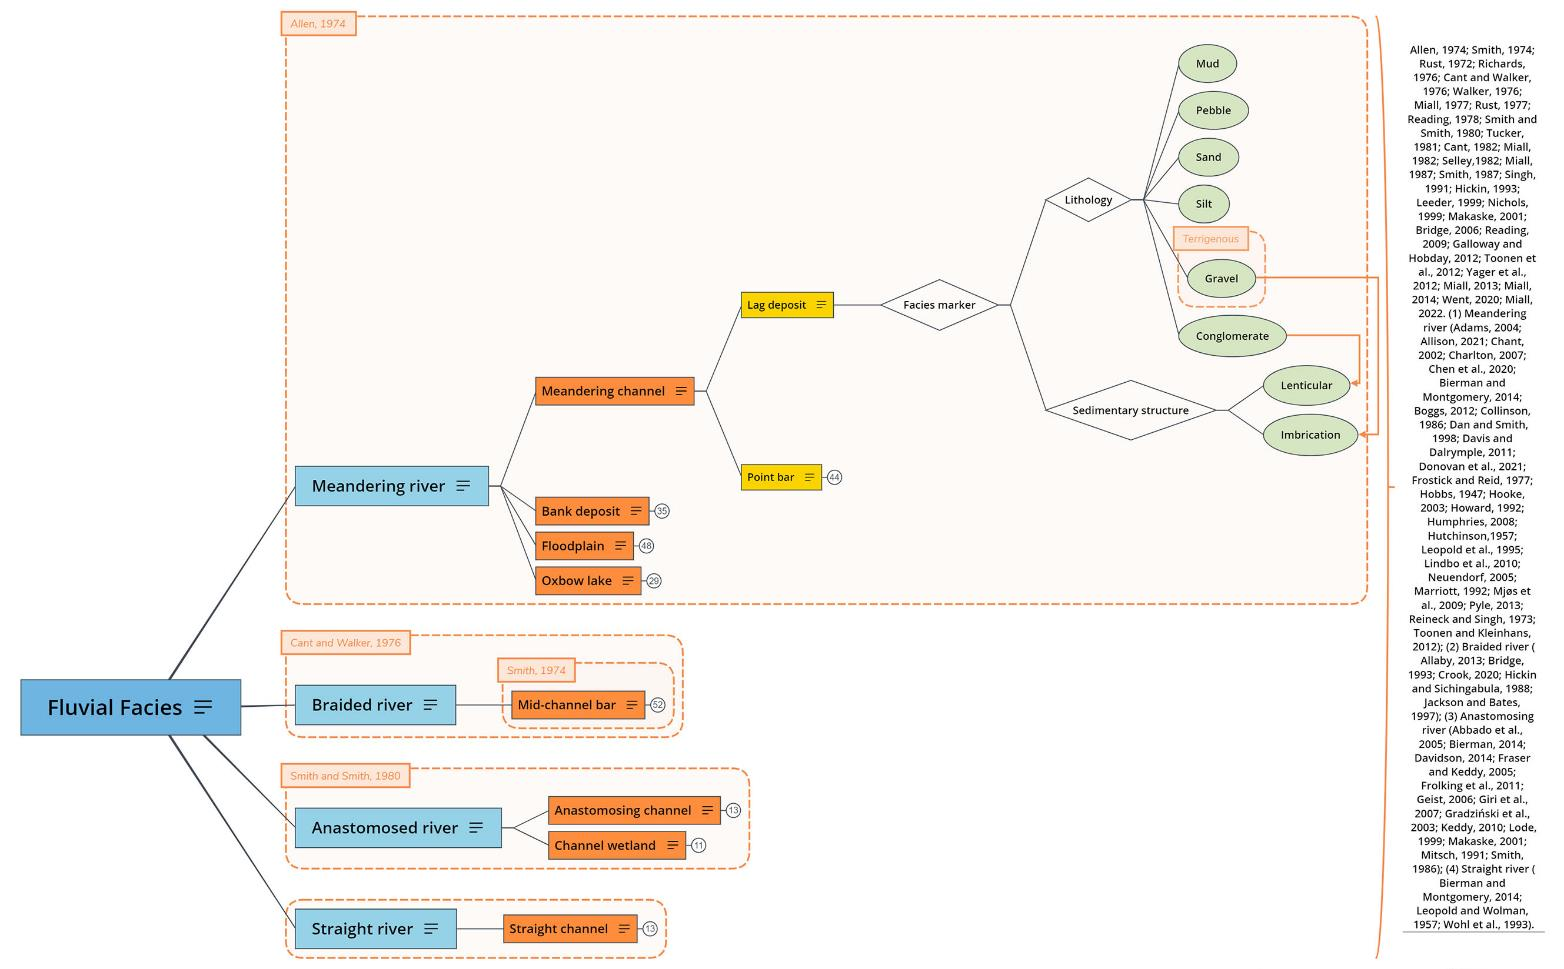 Allen, 1974
Mud
Pebble
Sand
Lithology
Silt
Terrigenous
Gravel
Lag deposit
Facies marker
Conglomerate
Meandering channel
Lenticular
Sedimentary structure
Imbrication
Point bar
44
Meandering river
Bank deposit
35
Floodplain
48
Oxbow lake
29
Cant and Walker, 1976
Smith, 1974
Fluvial Facies
Braided river
Mid-channel bar
52
Smith and Smith, 1980
Anastomosed river
Anastomosing channel
13
Channel wetland
11
Straight river
Straight channel
13
Allen, 1974; Smith, 1974;
Rust, 1972; Richards,
1976; Cant and Walker,
1976; Walker, 1976;
Miall, 1977; Rust, 1977;
Reading, 1978; Smith and
Smith, 1980; Tucker,
1981; Cant, 1982; Miall,
1982; Selley,1982; Miall,
1987; Smith, 1987; Singh,
1991; Hickin, 1993;
Leeder, 1999; Nichols,
1999; Makaske, 2001;
Bridge, 2006; Reading,
2009; Galloway and
Hobday, 2012; Toonen et
al., 2012; Yager et al.,
2012; Miall, 2013; Miall,
2014; Went, 2020; Miall,
2022. (1) Meandering
river (Adams, 2004;
Allison, 2021; Chant,
2002; Charlton, 2007;
Chen et al., 2020;
Bierman and
Montgomery, 2014;
Boggs, 2012; Collinson,
1986; Dan and Smith,
1998; Davis and
Dalrymple, 2011;
Donovan et al., 2021;
Frostick and Reid, 1977;
Hobbs, 1947; Hooke,
2003; Howard, 1992;
Humphries, 2008;
Hutchinson,1957;
Leopold et al., 1995;
Lindbo et al., 2010;
Neuendorf, 2005;
Marriott, 1992; Mjøs et
al., 2009; Pyle, 2013;
Reineck and Singh, 1973;
Toonen and Kleinhans,
2012); (2) Braided river (
Allaby, 2013; Bridge,
1993; Crook, 2020; Hickin
and Sichingabula, 1988;
Jackson and Bates,
1997); (3) Anastomosing
river (Abbado et al.,
2005; Bierman, 2014;
Davidson, 2014; Fraser
and Keddy, 2005;
Frolking et al., 2011;
Geist, 2006; Giri et al.,
2007; Gradziński et al.,
2003; Keddy, 2010; Lode,
1999; Makaske, 2001;
Mitsch, 1991; Smith,
1986); (4) Straight river (
Bierman and
Montgomery, 2014;
Leopold and Wolman,
1957; Wohl et al., 1993).